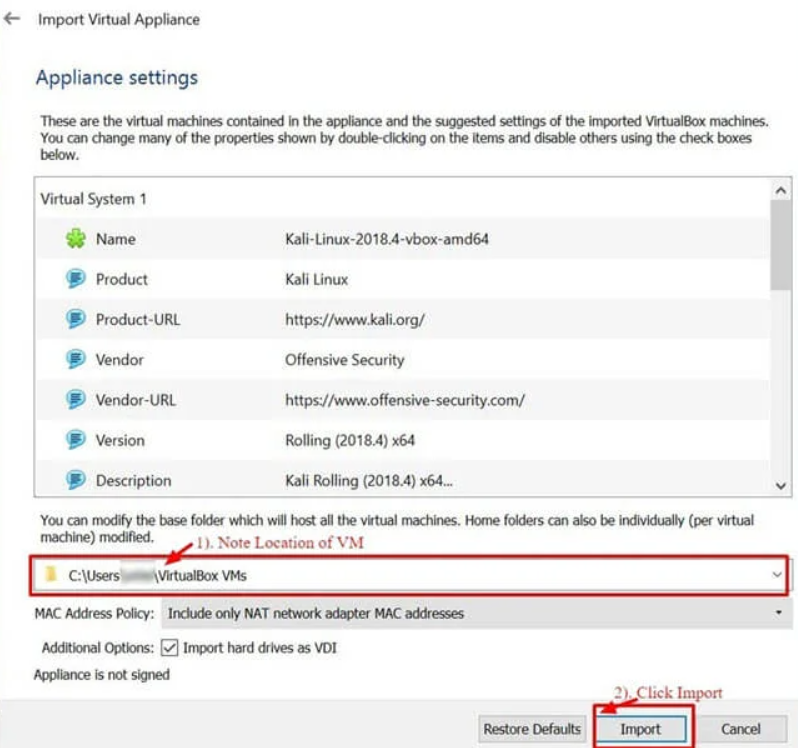 Import Virtual Appliance
Appliance settings
These are the virtual machines contained in the appliance and the suggested settings of the imported VirtualBox machines.
You can change many of the properties shown by double-clicking on the items and disable others using the check boxes
below.
Virtual System 1
Name Kali-Linux-2018.4-vbox-amd64
Product Kali Linux
Product-URL https://www.kali.org/
Vendor Offensive Security
Vendor-URL https://www.offensive-security.com/
Version Rolling (2018.4) x64
Description Kali Rolling (2018.4) x64...
You can modify the base folder which will host all the virtual machines. Home folders can also be individually (per virtual
machine) modified.
1). Note Location of VM
C:\Users \VirtualBox VMs
MAC Address Policy: Include only NAT network adapter MAC addresses
Additional Options: Import hard drives as VDI
Appliance is not signed
2). Click Import
Restore Defaults Import Cancel